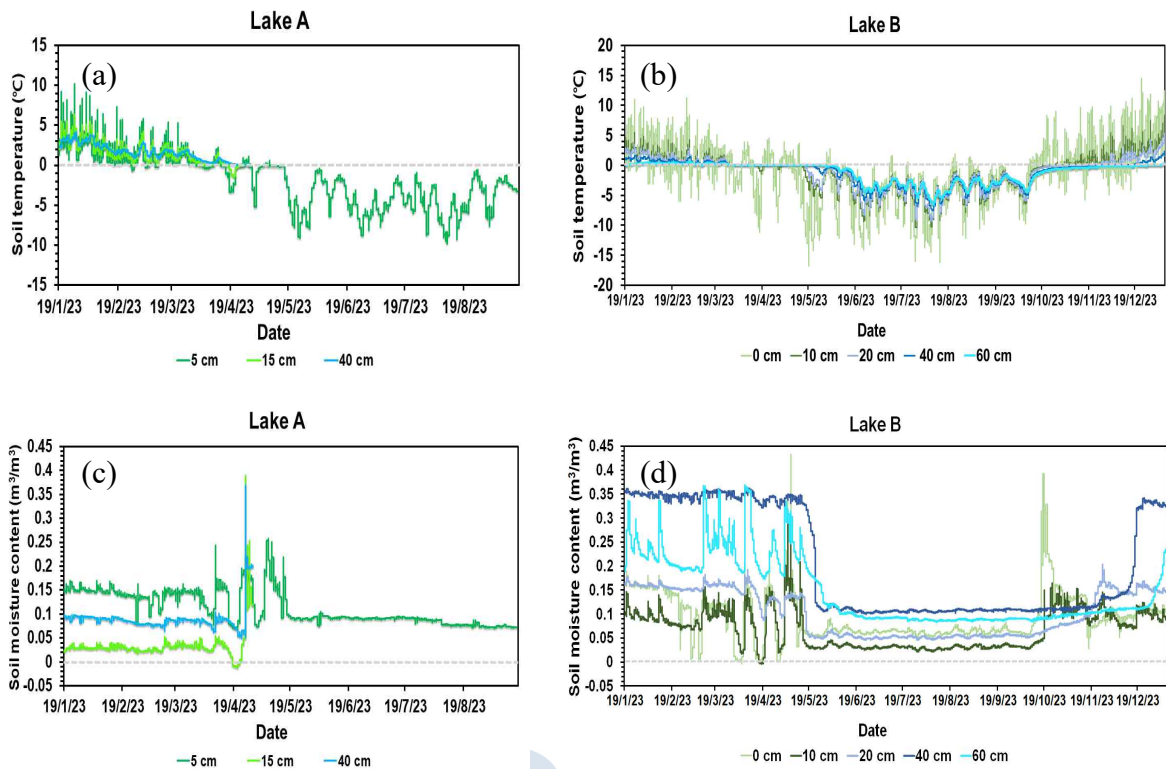 Lake A
(a)
Soil temperature (°C)
15
10
5
0
-5
-10
-15
19/1/23 19/2/23 19/3/23 19/4/23 19/5/23 19/6/23 19/7/23 19/8/23
Date
5 cm 15 cm 40 cm
Lake B
(b)
Soil temperature (°C)
20
15
10
5
0
-5
-10
-15
-20
19/1/23 19/2/23 19/3/23 19/4/23 19/5/23 19/6/23 19/7/23 19/8/23 19/9/23 19/10/23 19/11/23 19/12/23
Date
0 cm 10 cm 20 cm 40 cm 60 cm
Lake A
(c)
Soil moisture content (m³/m³)
0.45
0.4
0.35
0.3
0.25
0.2
0.15
0.1
0.05
0
-0.05
19/1/23 19/2/23 19/3/23 19/4/23 19/5/23 19/6/23 19/7/23 19/8/23
Date
5 cm 15 cm 40 cm
Lake B
(d)
Soil moisture content (m³/m³)
0.45
0.4
0.35
0.3
0.25
0.2
0.15
0.1
0.05
0
-0.05
19/1/23 19/2/23 19/3/23 19/4/23 19/5/23 19/6/23 19/7/23 19/8/23 19/9/23 19/10/23 19/11/23 19/12/23
Date
0 cm 10 cm 20 cm 40 cm 60 cm